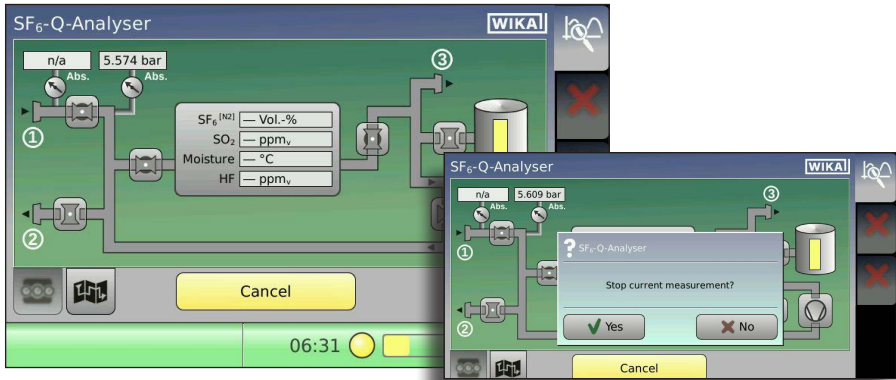 SF₆-Q-Analyser
WIKA
n/a
5.574 bar
Abs.
Abs.
①
②
③
SF₆ [N2] — Vol.-%
SO₂ — ppmᵥ
Moisture — °C
HF — ppmᵥ
Cancel
06:31
SF₆-Q-Analyser
WIKA
n/a
5.609 bar
Abs.
Abs.
①
②
③
? SF₆-Q-Analyser
Stop current measurement?
Yes
No
Cancel